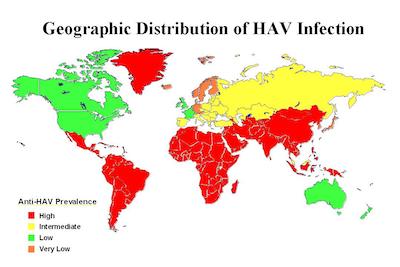 Geographic Distribution of HAV Infection
Anti-HAV Prevalence
High
Intermediate
Low
Very Low